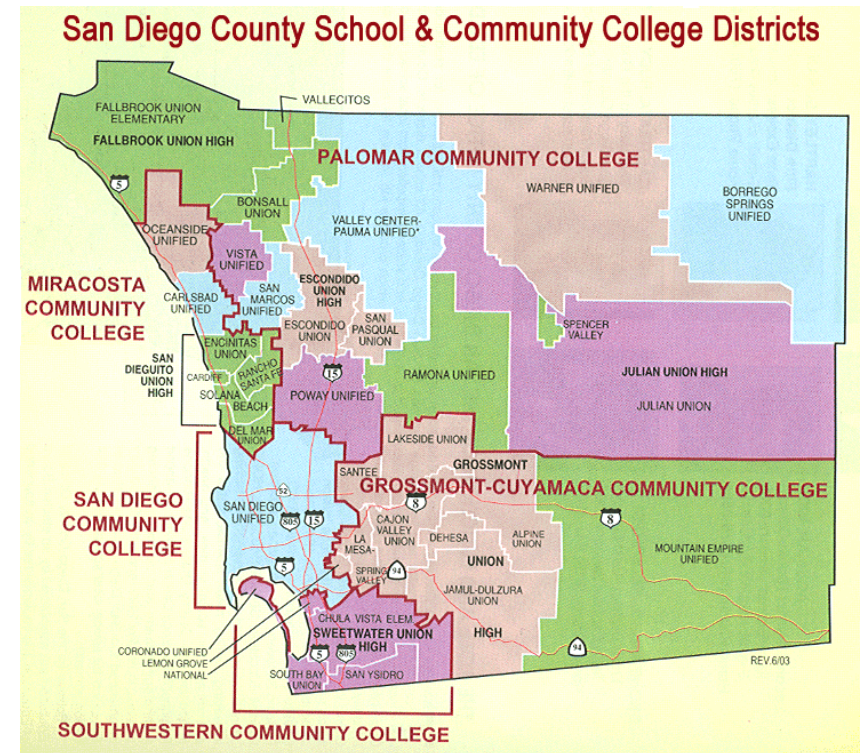 San Diego County School & Community College Districts
VALLECITOS
FALLBROOK UNION
ELEMENTARY
FALLBROOK UNION HIGH
PALOMAR COMMUNITY COLLEGE
WARNER UNIFIED
BORREGO
SPRINGS
UNIFIED
5
BONSALL
UNION
VALLEY CENTER-
PAUMA UNIFIED*
OCEANSIDE
UNIFIED
VISTA
UNIFIED
MIRACOSTA
COMMUNITY
COLLEGE
CARLSBAD
UNIFIED
SAN
MARCOS
UNIFIED
ESCONDIDO
UNION
HIGH
ESCONDIDO
UNION
SAN
PASQUAL
UNION
SPENCER
VALLEY
SAN
DIEGUITO
UNION
HIGH
ENCINITAS
UNION
CARDIFF
RANCHO
SANTA FE
SOLANA
BEACH
DEL MAR
UNION
15
POWAY UNIFIED
RAMONA UNIFIED
JULIAN UNION HIGH
JULIAN UNION
LAKESIDE UNION
SANTEE
GROSSMONT
GROSSMONT-CUYAMACA COMMUNITY COLLEGE
SAN DIEGO
COMMUNITY
COLLEGE
52
SAN DIEGO
UNIFIED
805
15
8
8
CAJON
VALLEY
UNION
DEHESA
ALPINE
UNION
LA
MESA-
SPRING
VALLEY
UNION
MOUNTAIN EMPIRE
UNIFIED
5
94
JAMUL-DULZURA
UNION
HIGH
94
CHULA VISTA ELEM.
SWEETWATER UNION
HIGH
CORONADO UNIFIED
LEMON GROVE
NATIONAL
5
805
SOUTH BAY
UNION
SAN YSIDRO
REV.6/03
SOUTHWESTERN COMMUNITY COLLEGE